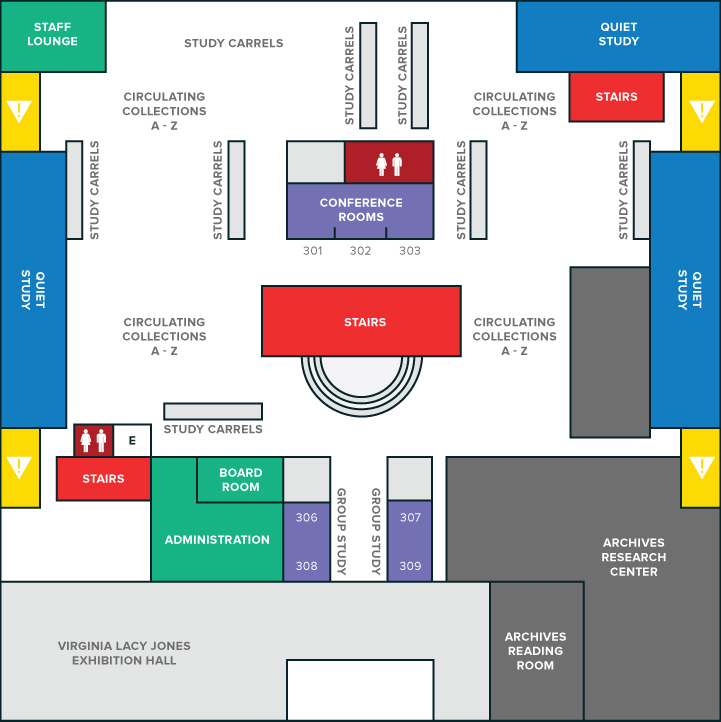 STAFF
LOUNGE
STUDY CARRELS
STUDY CARRELS
STUDY CARRELS
QUIET
STUDY
!
CIRCULATING
COLLECTIONS
A - Z
CIRCULATING
COLLECTIONS
A - Z
STAIRS
!
STUDY CARRELS
STUDY CARRELS
CONFERENCE
ROOMS
301
302
303
STUDY CARRELS
STUDY CARRELS
QUIET
STUDY
CIRCULATING
COLLECTIONS
A - Z
STAIRS
CIRCULATING
COLLECTIONS
A - Z
QUIET
STUDY
STUDY CARRELS
E
!
STAIRS
BOARD
ROOM
ADMINISTRATION
306
308
GROUP STUDY
GROUP STUDY
307
309
!
ARCHIVES
RESEARCH
CENTER
VIRGINIA LACY JONES
EXHIBITION HALL
ARCHIVES
READING
ROOM